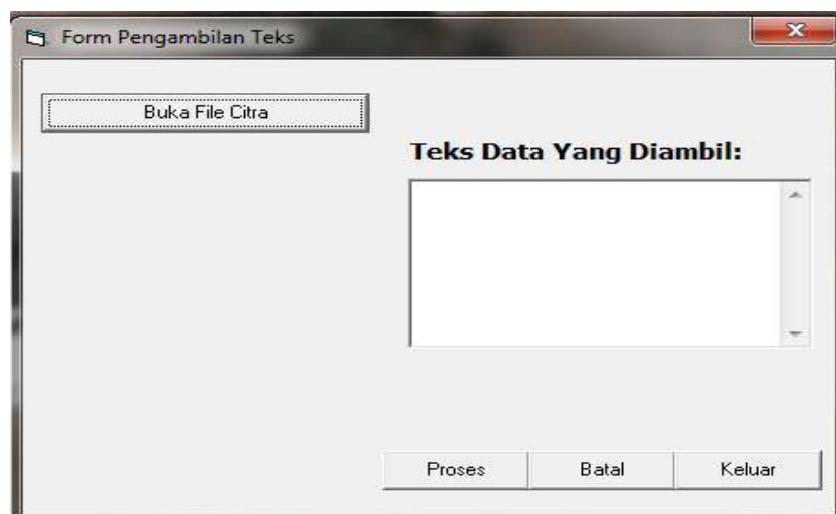 Form Pengambilan Teks
Buka File Citra
Teks Data Yang Diambil:
Proses Batal Keluar